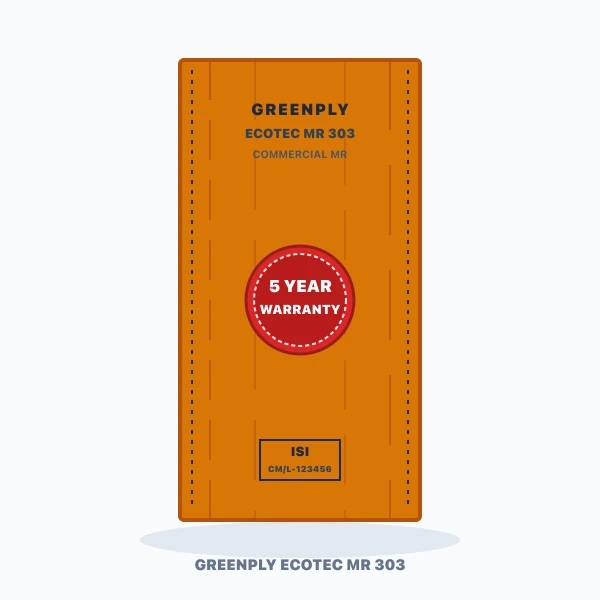 GREENPLY
ECOTEC MR 303
COMMERCIAL MR
5 YEAR
WARRANTY
ISI
CM/L-123456
GREENPLY ECOTEC MR 303